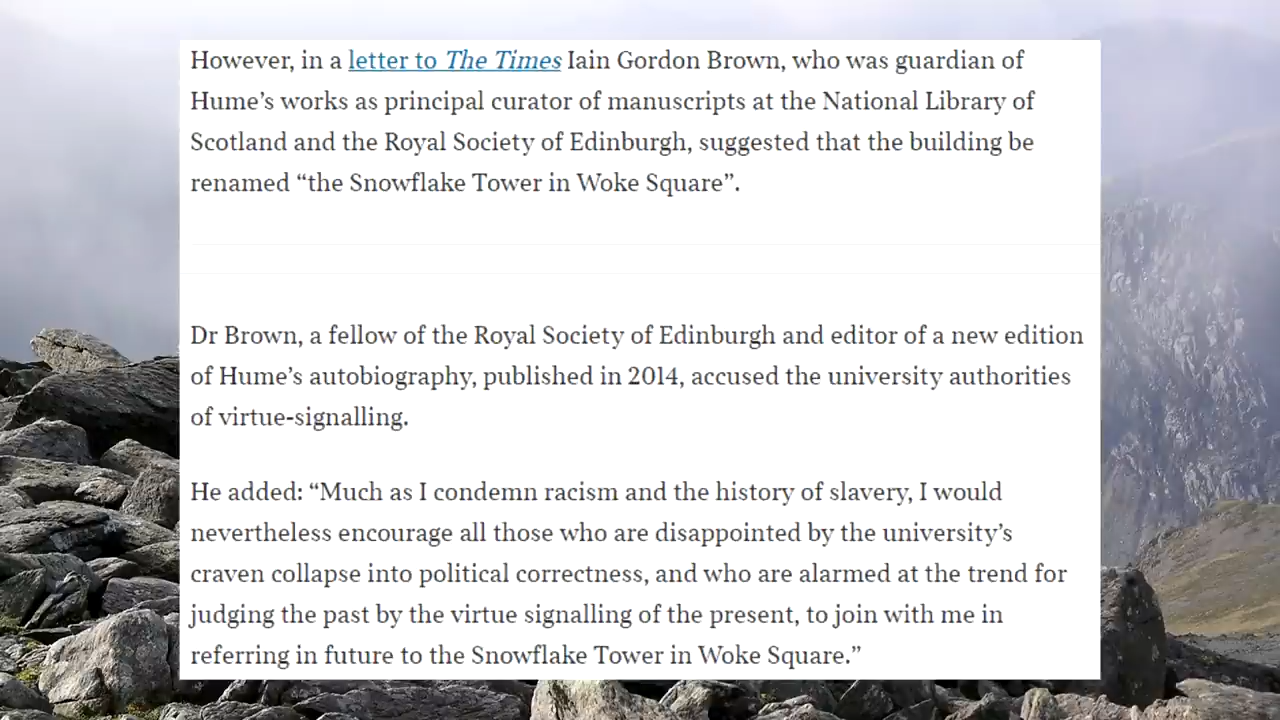 However, in a letter to The Times Iain Gordon Brown, who was guardian of
Hume’s works as principal curator of manuscripts at the National Library of
Scotland and the Royal Society of Edinburgh, suggested that the building be
renamed “the Snowflake Tower in Woke Square”.
Dr Brown, a fellow of the Royal Society of Edinburgh and editor of a new edition
of Hume’s autobiography, published in 2014, accused the university authorities
of virtue-signalling.
He added: “Much as I condemn racism and the history of slavery, I would
nevertheless encourage all those who are disappointed by the university’s
craven collapse into political correctness, and who are alarmed at the trend for
judging the past by the virtue signalling of the present, to join with me in
referring in future to the Snowflake Tower in Woke Square.”